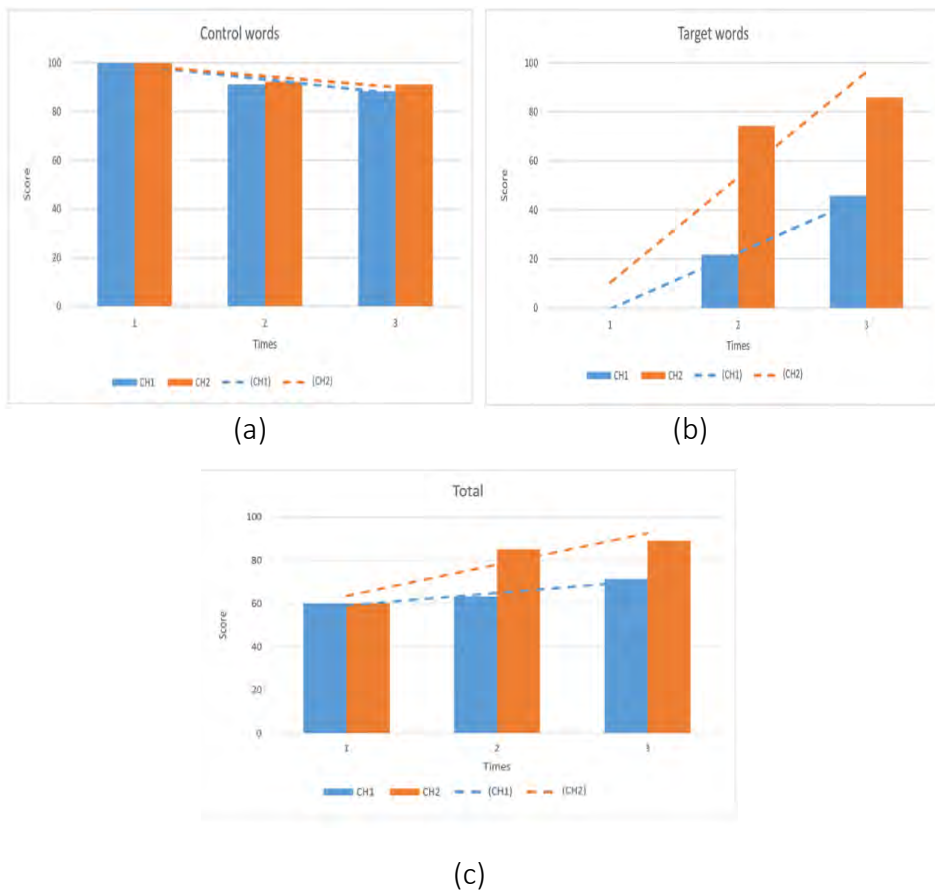 Control words
100
80
60
40
20
0
Score
1 2 3
Times
CH1 CH2 (CH1) (CH2)
(a)
Target words
100
80
60
40
20
0
Score
1 2 3
Times
CH1 CH2 (CH1) (CH2)
(b)
Total
100
80
60
40
20
0
Score
1 2 3
Times
CH1 CH2 (CH1) (CH2)
(c)